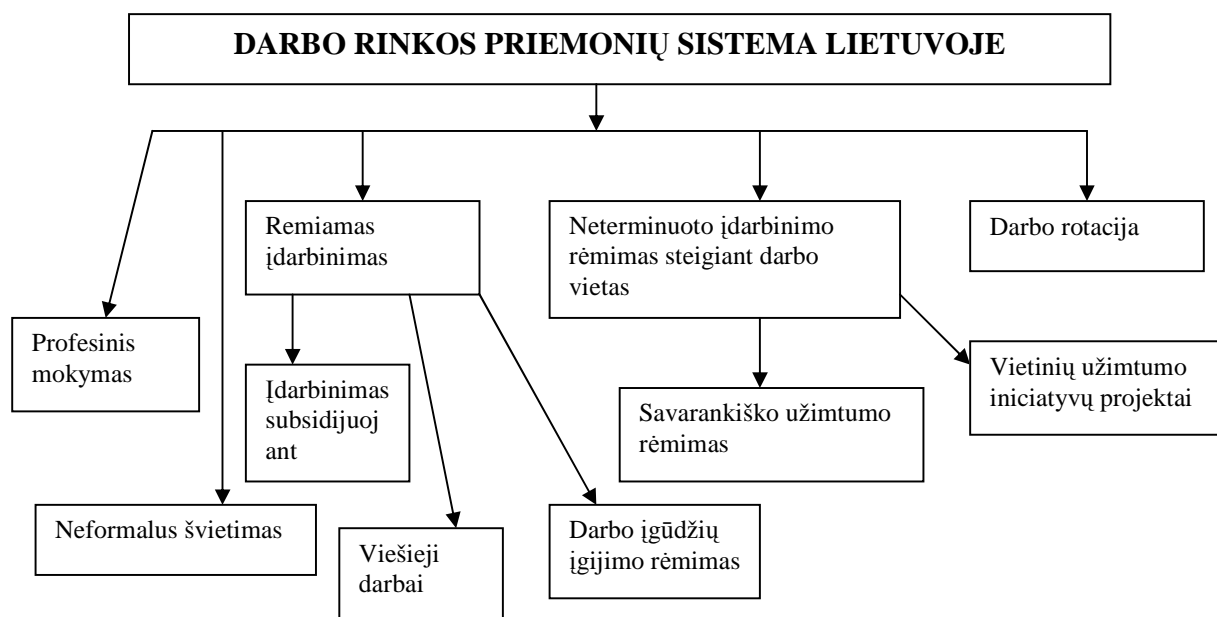 DARBO RINKOS PRIEMONIŲ SISTEMA LIETUVOJE
Remiamas
įdarbinimas
Neterminuoto įdarbinimo
rėmimas steigiant darbo
vietas
Darbo rotacija
Profesinis
mokymas
Įdarbinimas
subsidijuoj
ant
Savarankiško užimtumo
rėmimas
Vietinių užimtumo
iniciatyvų projektai
Neformalus švietimas
Viešieji
darbai
Darbo įgūdžių
įgijimo rėmimas